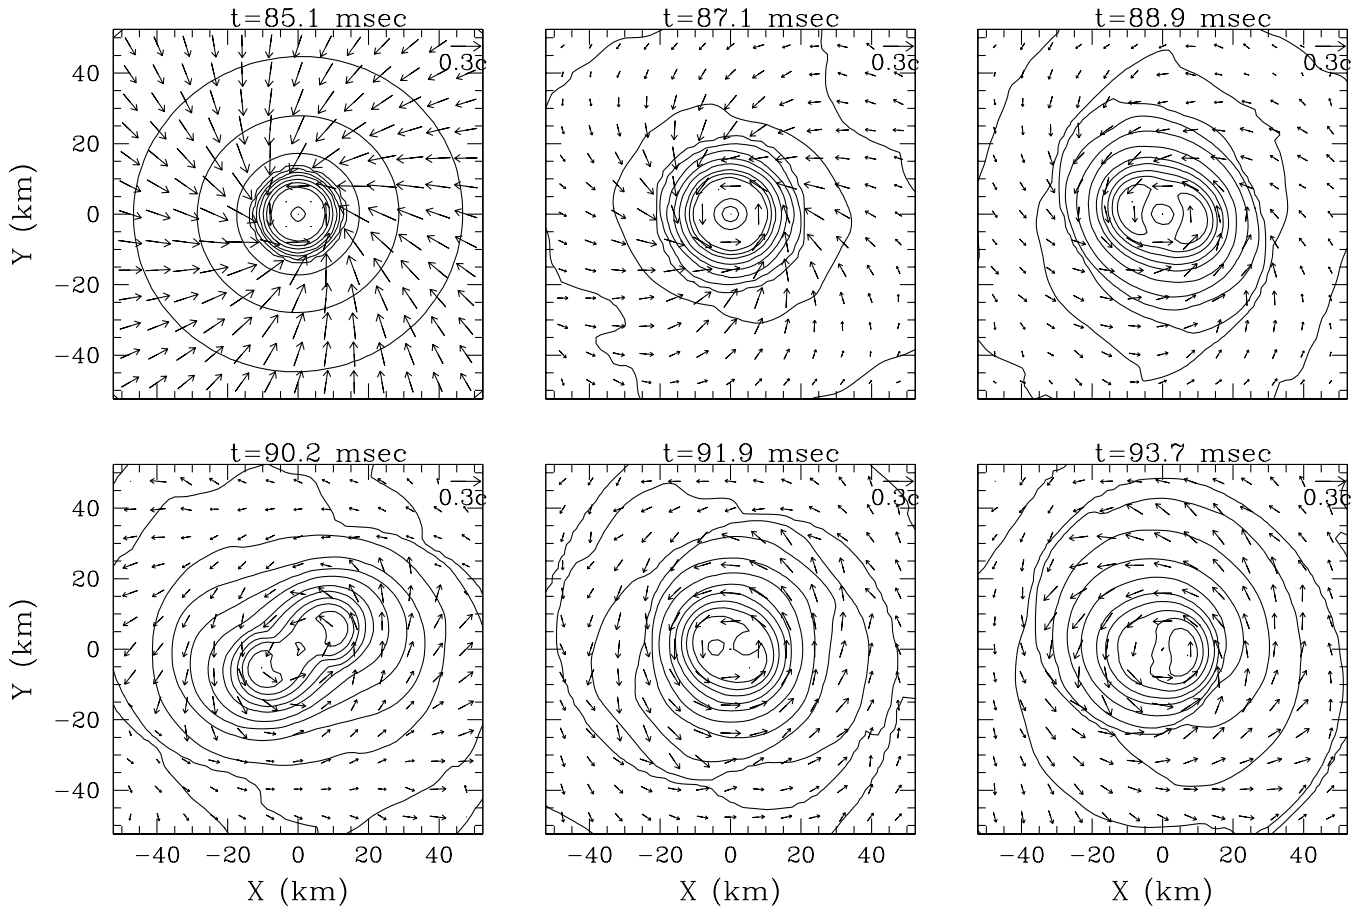 t=85.1 msec
t=87.1 msec
t=88.9 msec
0.3c
0.3c
0.3c
Y (km)
40
20
0
−20
−40
t=90.2 msec
t=91.9 msec
t=93.7 msec
0.3c
0.3c
0.3c
Y (km)
40
20
0
−20
−40
−40 −20 0 20 40
−40 −20 0 20 40
−40 −20 0 20 40
X (km)
X (km)
X (km)